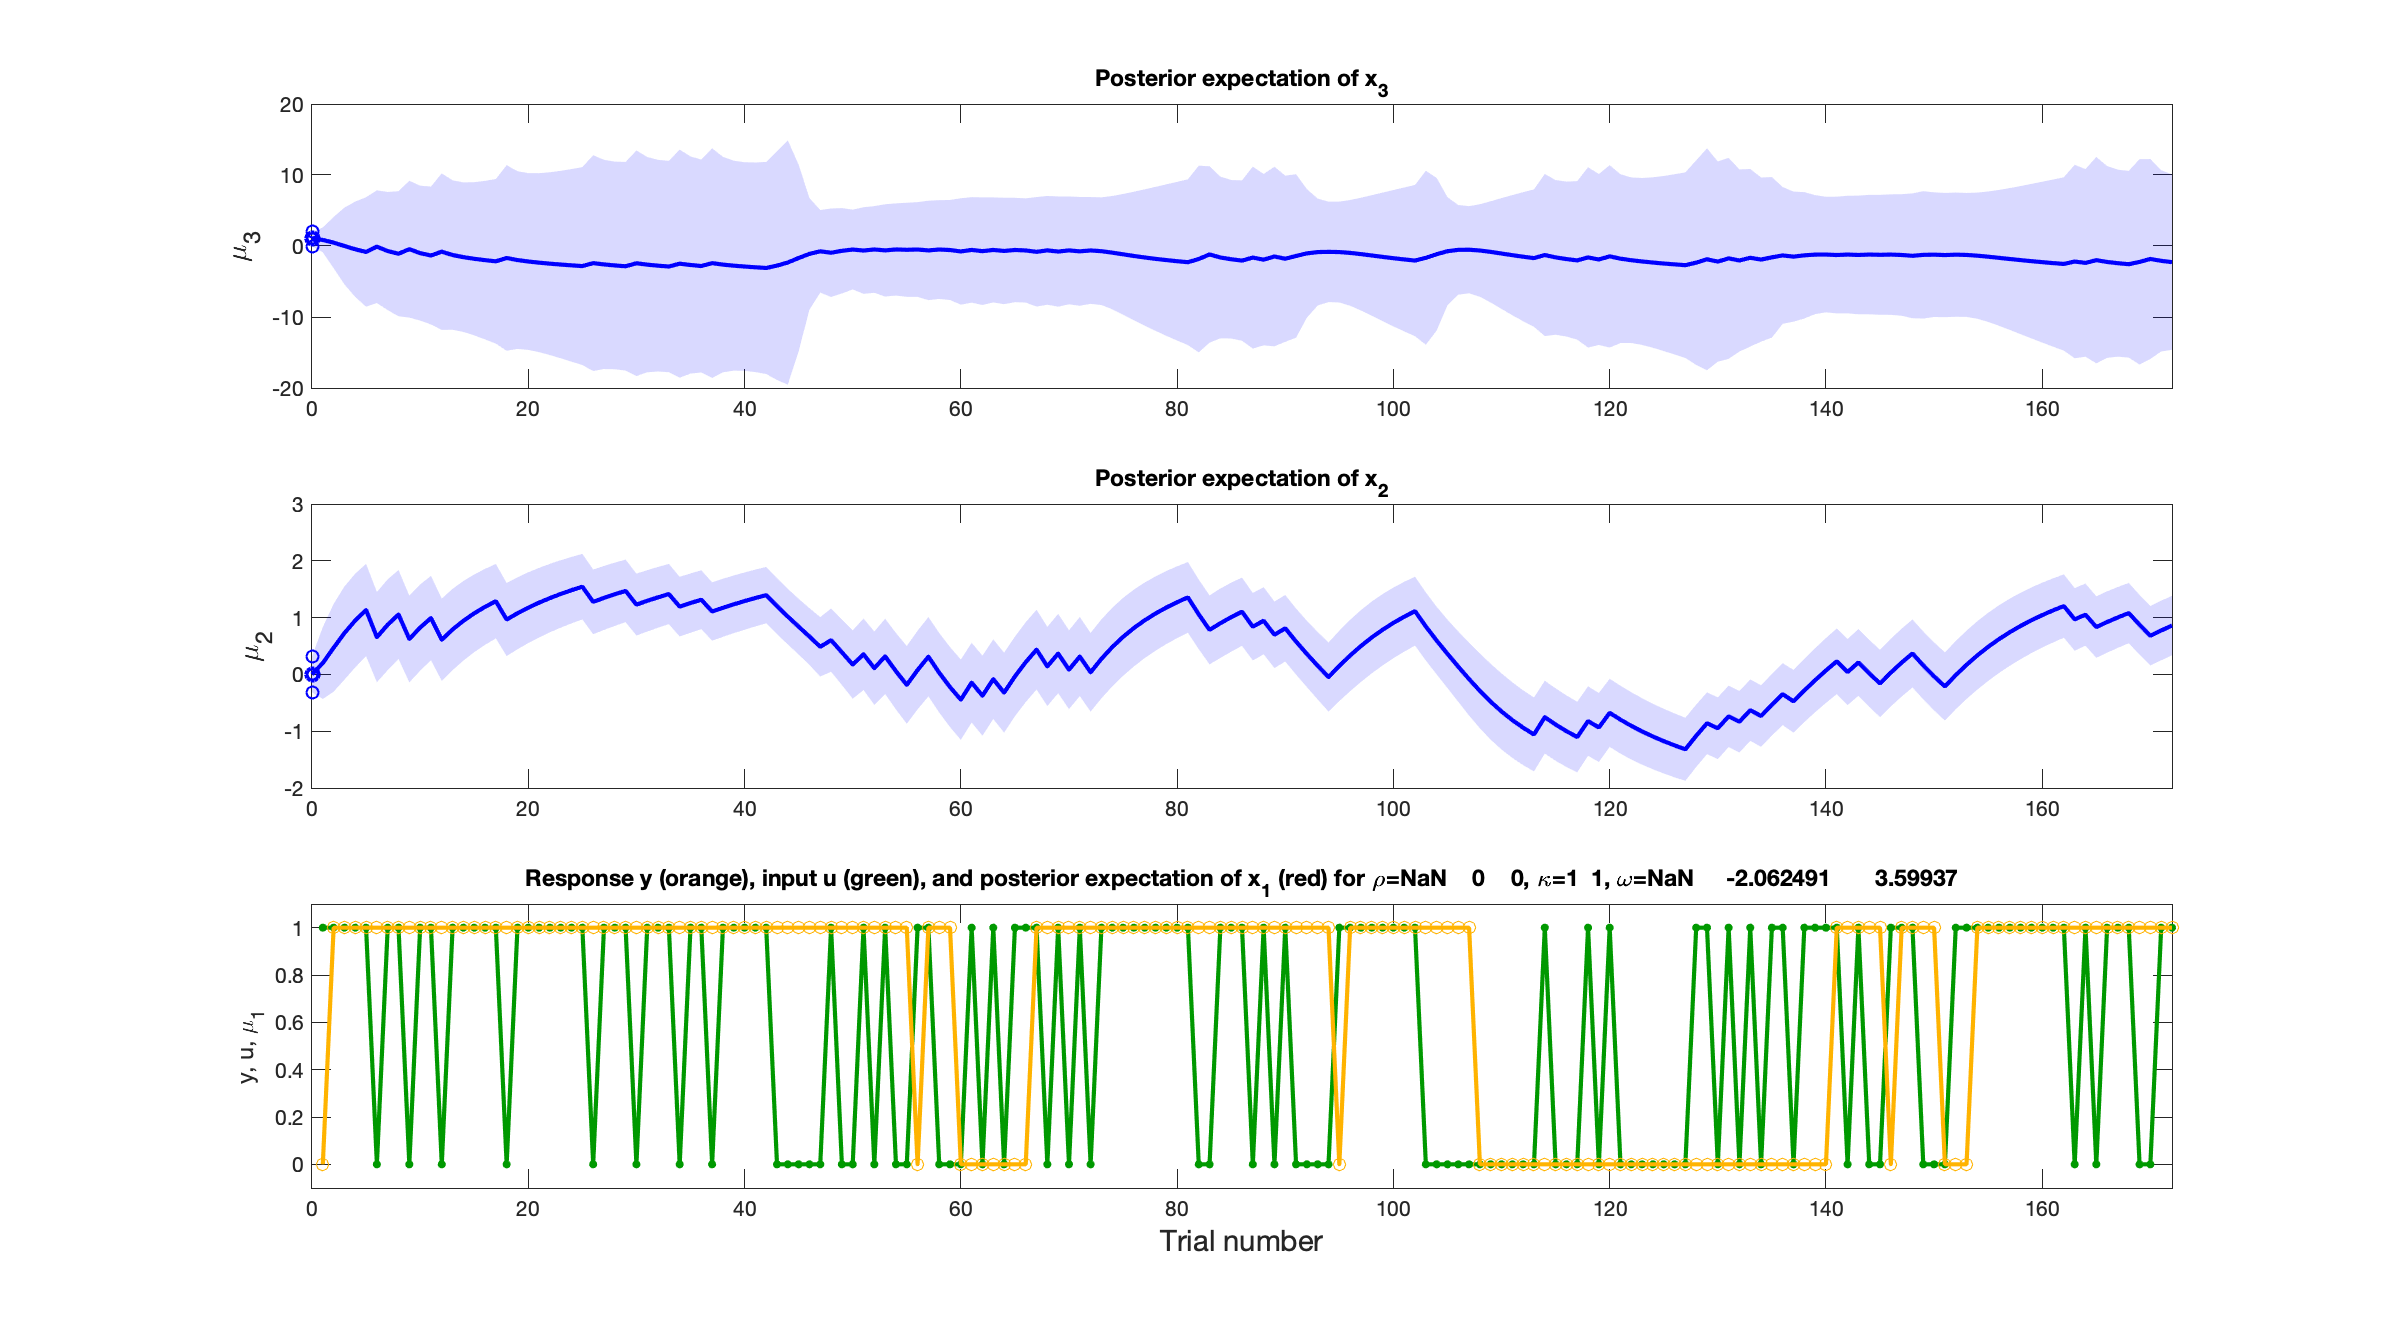 Posterior expectation of x3
μ3
20
10
0
-10
-20
0 20 40 60 80 100 120 140 160
Posterior expectation of x2
μ2
3
2
1
0
-1
-2
0 20 40 60 80 100 120 140 160
Response y (orange), input u (green), and posterior expectation of x1 (red) for ρ=NaN 0 0, κ=1 1, ω=NaN -2.062491 3.59937
y, u, μ1
1
0.8
0.6
0.4
0.2
0
0 20 40 60 80 100 120 140 160
Trial number